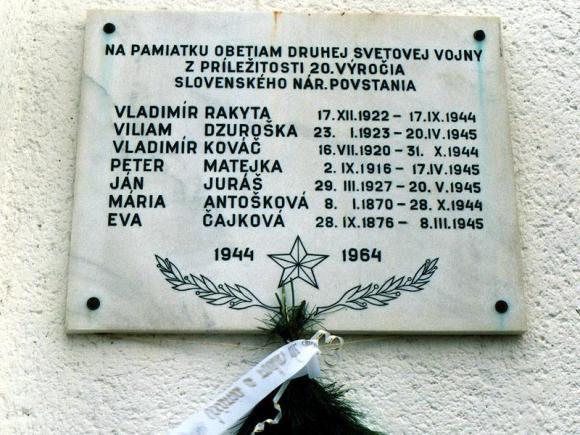 NA PAMIATKU OBETIAM DRUHEJ SVETOVEJ VOJNY
Z PRÍLEŽITOSTI 20. VÝROČIA
SLOVENSKÉHO NÁR. POVSTANIA
VLADIMÍR RAKYTA 17. XII. 1922 – 17. IX. 1944
VILIAM DZUROŠKA 23. I. 1923 – 20. IV. 1945
VLADIMÍR KOVÁČ 16. VII. 1920 – 31. X. 1944
PETER MATEJKA 2. IX. 1916 – 17. IV. 1945
JÁN JURÁŠ 29. III. 1927 – 20. V. 1945
MÁRIA ANTOŠKOVÁ 8. I. 1870 – 28. X. 1944
EVA ČAJKOVÁ 28. IX. 1876 – 8. III. 1945
1944 1964